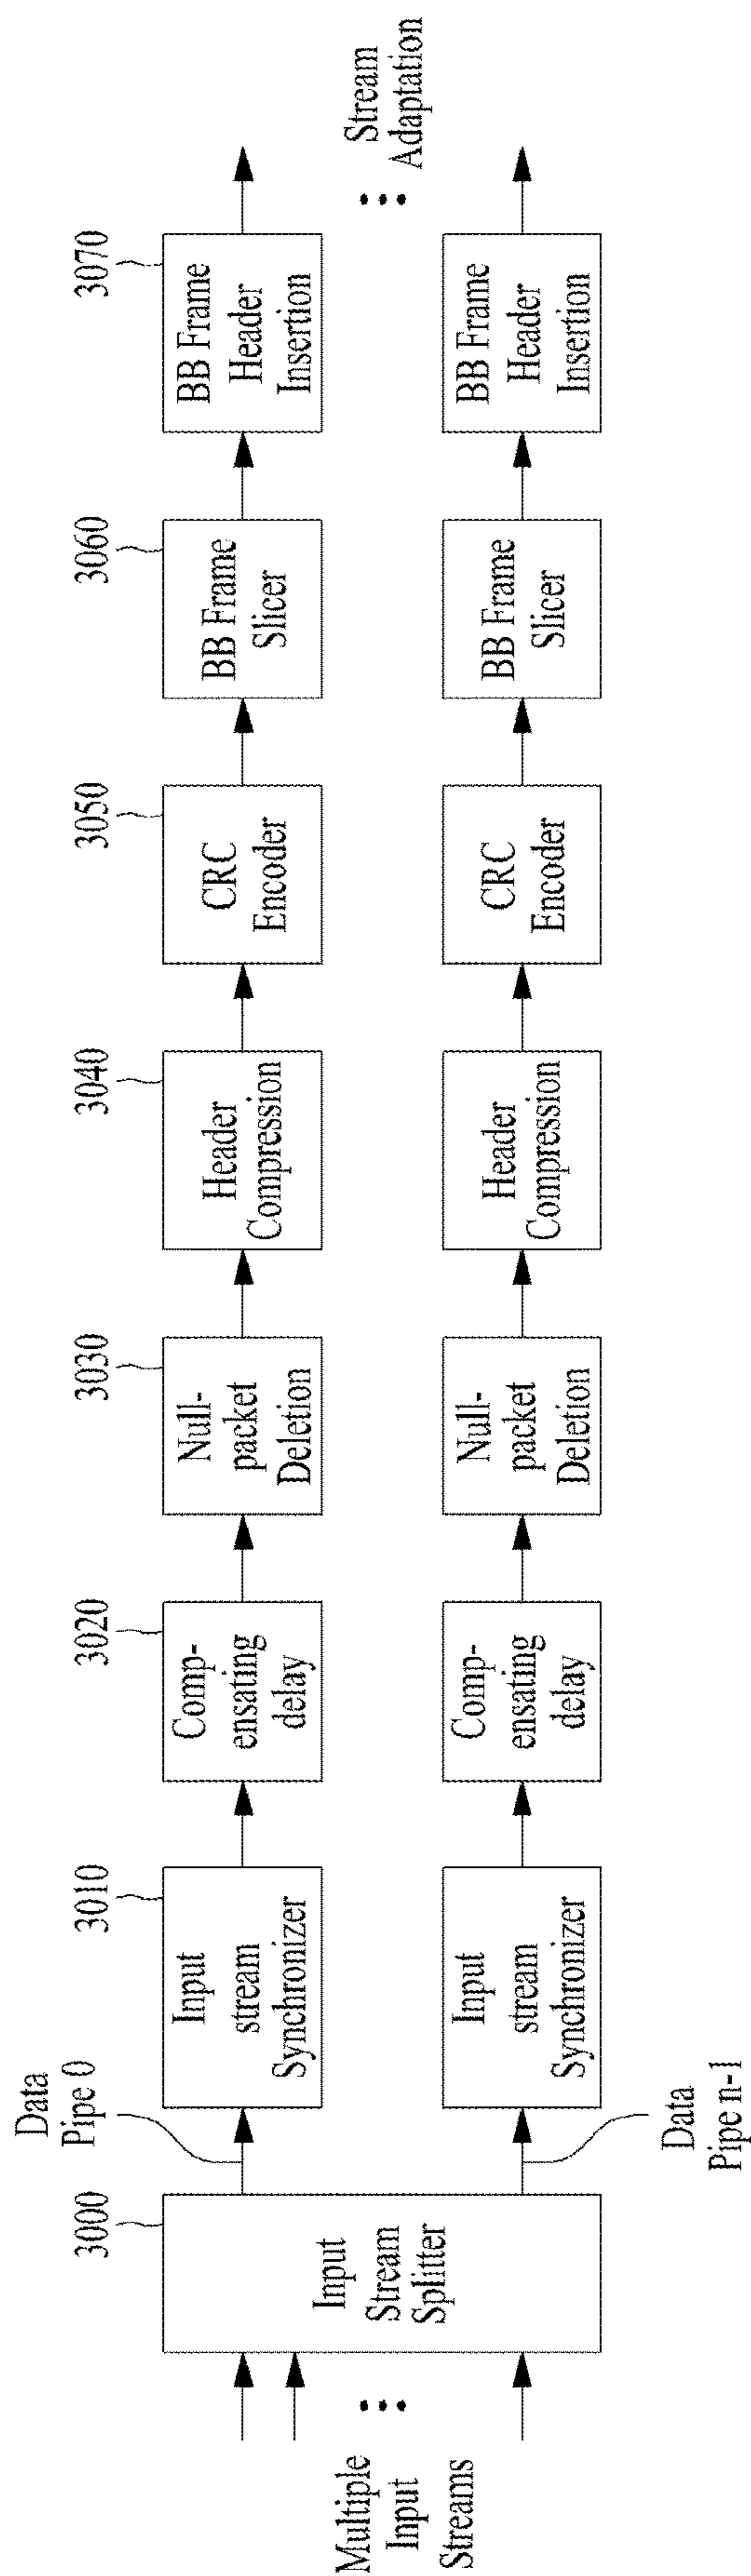 Multiple
Input
Streams
3000
Input
Stream
Splitter
Data
Pipe 0
3010
Input
stream
Synchronizer
3020
Comp-
ensating
delay
3030
Null-
packet
Deletion
3040
Header
Compression
3050
CRC
Encoder
3060
BB Frame
Slicer
3070
BB Frame
Header
Insertion
Data
Pipe n-1
Input
stream
Synchronizer
Comp-
ensating
delay
Null-
packet
Deletion
Header
Compression
CRC
Encoder
BB Frame
Slicer
BB Frame
Header
Insertion
Stream
Adaptation